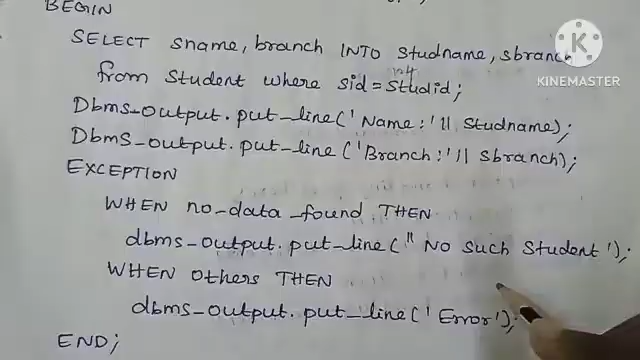 BEGIN
SELECT sname, branch INTO studname, sbranch
from Student where sid = studid;
104
Dbms_output.put_line('Name:'|| studname);
Dbms_output.put_line('Branch:'|| sbranch);
EXCEPTION
WHEN no_data_found THEN
dbms_output.put_line(" No such student');
WHEN others THEN
dbms_output.put_line('Error');
END;
KINEMASTER